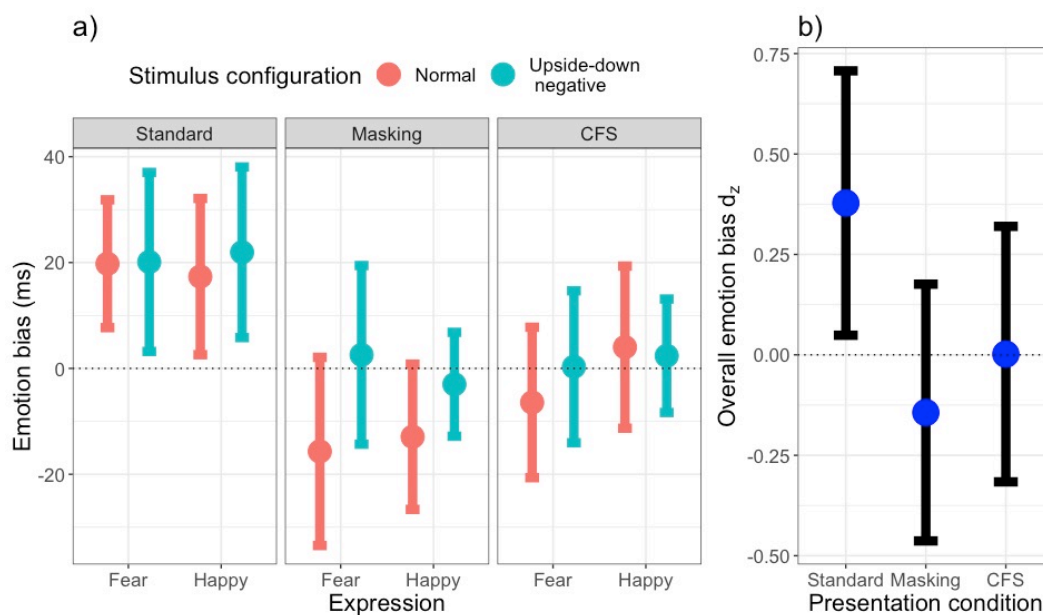 a)
Stimulus configuration Normal Upside-down negative
Standard Masking CFS
Emotion bias (ms)
40
20
0
-20
Fear Happy Fear Happy Fear Happy
Expression
b)
Overall emotion bias dz
0.75
0.50
0.25
0.00
-0.25
-0.50
Standard Masking CFS
Presentation condition